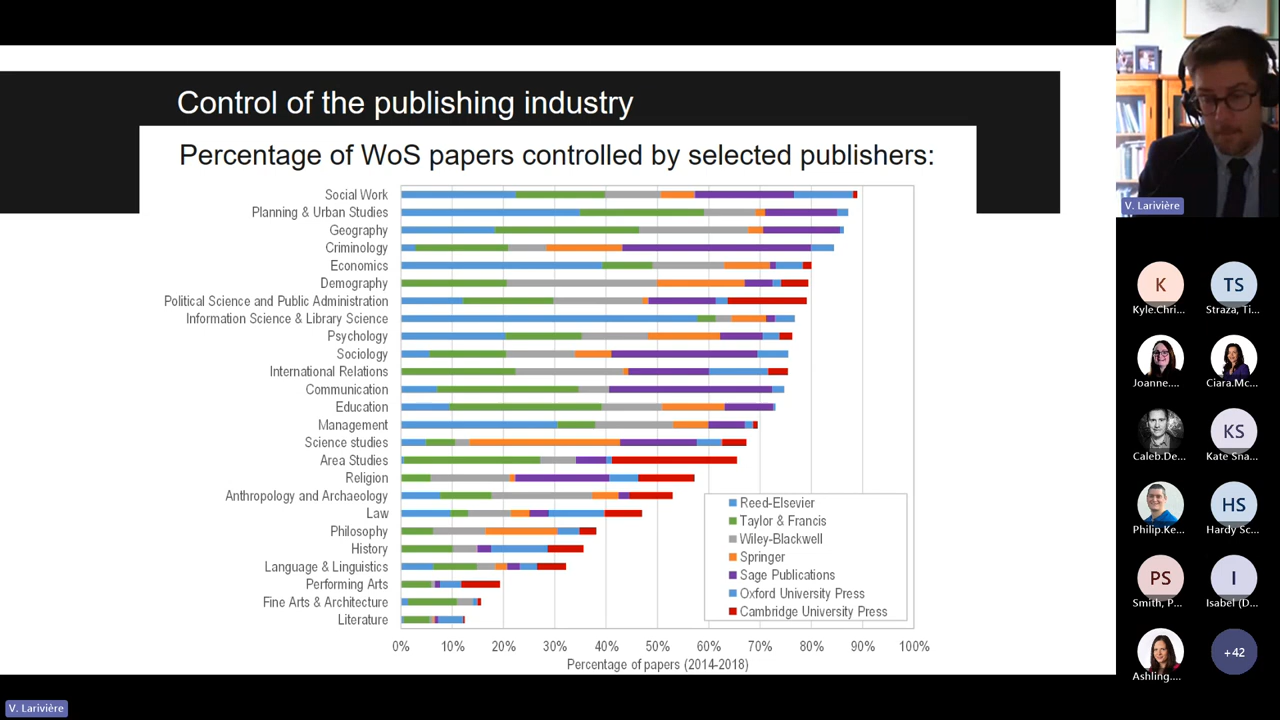 Control of the publishing industry
Percentage of WoS papers controlled by selected publishers:
Social Work
Planning & Urban Studies
Geography
Criminology
Economics
Demography
Political Science and Public Administration
Information Science & Library Science
Psychology
Sociology
International Relations
Communication
Education
Management
Science studies
Area Studies
Religion
Anthropology and Archaeology
Law
Philosophy
History
Language & Linguistics
Performing Arts
Fine Arts & Architecture
Literature
Reed-Elsevier
Taylor & Francis
Wiley-Blackwell
Springer
Sage Publications
Oxford University Press
Cambridge University Press
0% 10% 20% 30% 40% 50% 60% 70% 80% 90% 100%
Percentage of papers (2014-2018)
V. Larivière
V. Larivière
K TS
Kyle.Chri... Straza, Ti...
Joanne.... Ciara.Mc...
KS
Caleb.De... Kate Sna...
HS
Philip.Ke... Hardy Sc...
PS I
Smith, P... Isabel (D...
+42
Ashling....